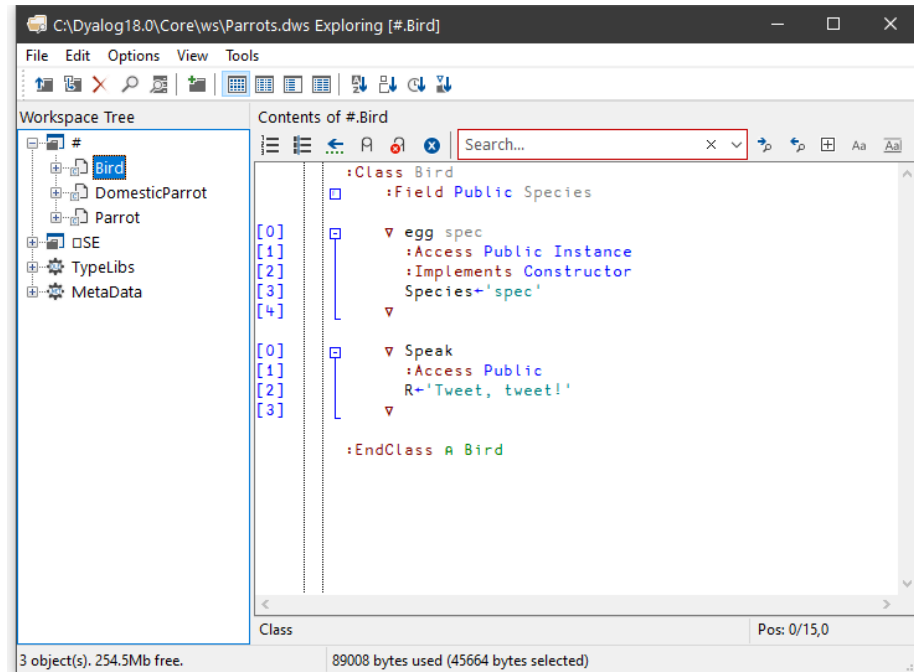 C:\Dyalog18.0\Core\ws\Parrots.dws Exploring [#.Bird]
File Edit Options View Tools
Workspace Tree
#
Bird
DomesticParrot
Parrot
⎕SE
TypeLibs
MetaData
Contents of #.Bird
Search...
Aa Aa
:Class Bird
:Field Public Species
[0] ∇ egg spec
[1] :Access Public Instance
[2] :Implements Constructor
[3] Species←'spec'
[4] ∇
[0] ∇ Speak
[1] :Access Public
[2] R←'Tweet, tweet!'
[3] ∇
:EndClass ⍝ Bird
Class Pos: 0/15,0
3 object(s). 254.5Mb free. 89008 bytes used (45664 bytes selected)